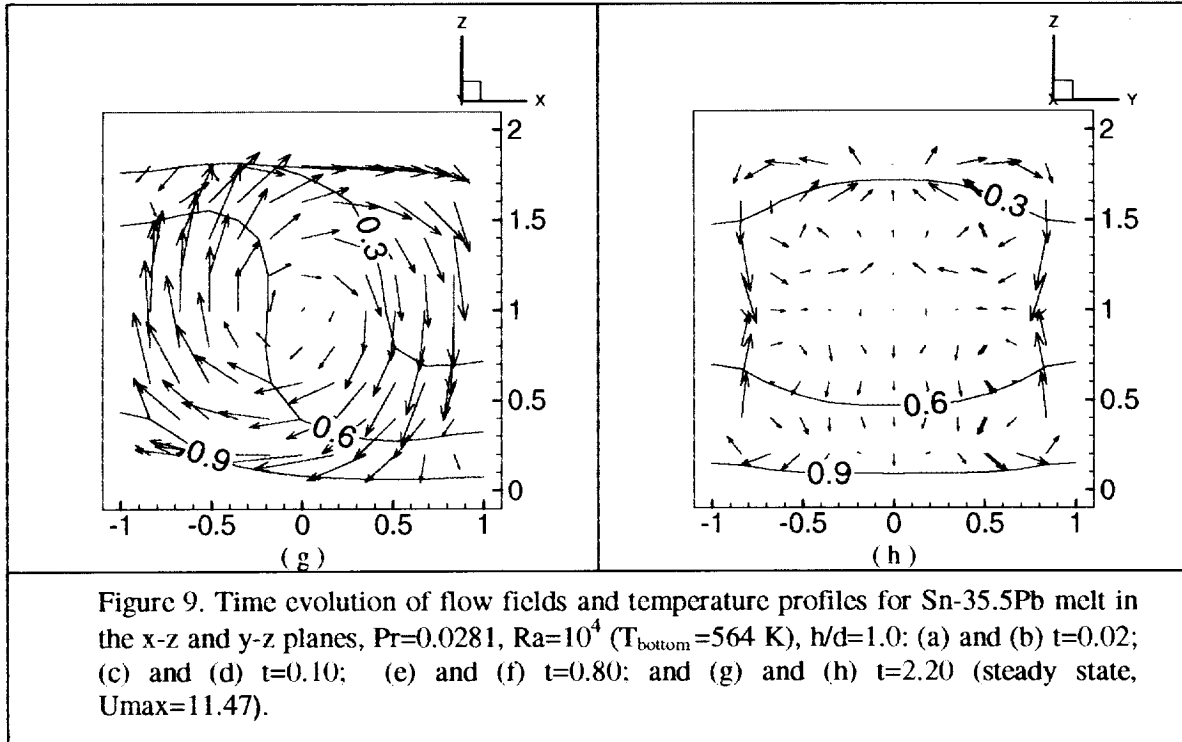 Z
X
2
1.5
1
0.5
0
0.3
0.6
0.9
-1 -0.5 0 0.5 1
( g )
Z
X Y
2
1.5
1
0.5
0
0.3
0.6
0.9
-1 -0.5 0 0.5 1
( h )
Figure 9. Time evolution of flow fields and temperature profiles for Sn-35.5Pb melt in
the x-z and y-z planes, Pr=0.0281, Ra=10⁴ (T_bottom=564 K), h/d=1.0: (a) and (b) t=0.02;
(c) and (d) t=0.10; (e) and (f) t=0.80; and (g) and (h) t=2.20 (steady state,
Umax=11.47).